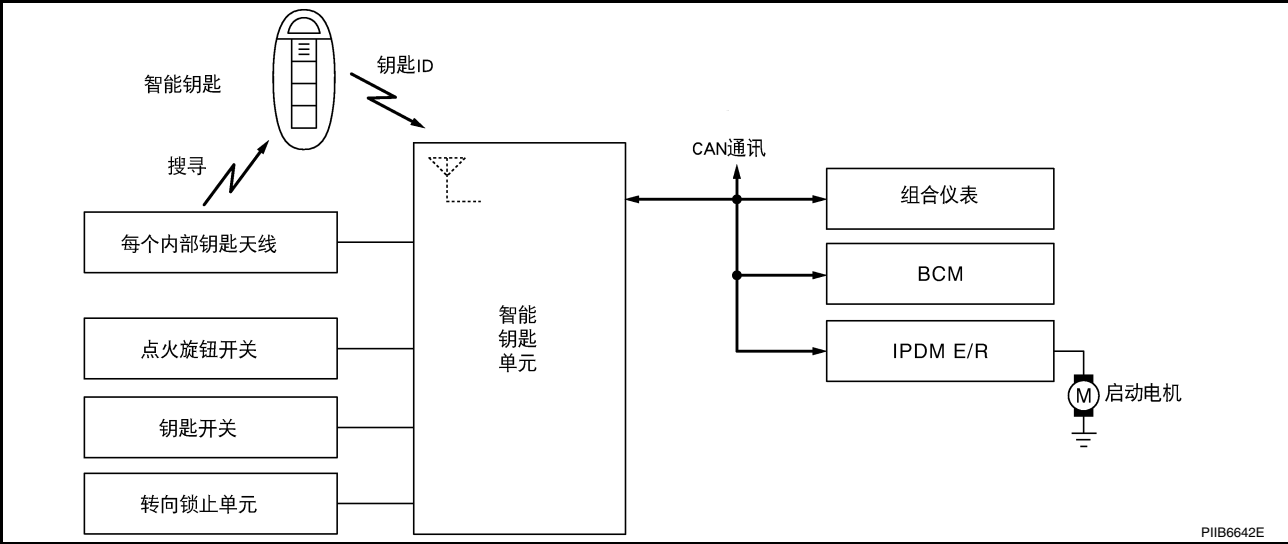 钥匙ID
智能钥匙
搜寻
CAN通讯
每个内部钥匙天线
点火旋钮开关
钥匙开关
转向锁止单元
智能
钥匙
单元
组合仪表
BCM
IPDM E/R
M
启动电机
PIIB6642E